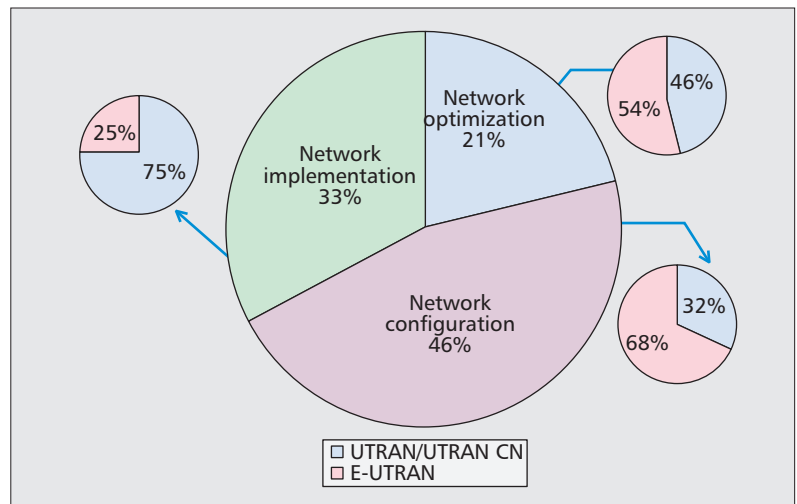 Network
optimization
21%
46%
54%
25%
75%
Network
implementation
33%
Network
configuration
46%
32%
68%
UTRAN/UTRAN CN
E-UTRAN